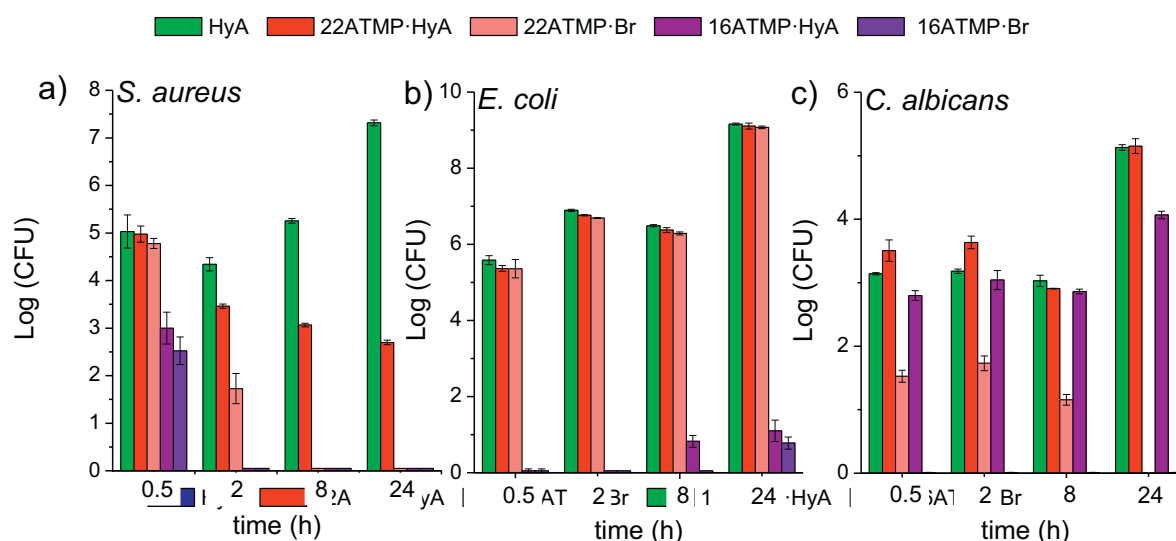 HyA 22ATMP·HyA 22ATMP·Br 16ATMP·HyA 16ATMP·Br
a) S. aureus b) E. coli c) C. albicans
8 10 6
7
6 8
5 4
4 6
3 4 2
2 2
1
0 0 0
Log (CFU) Log (CFU) Log (CFU)
0.5 2 8 24 0.5 2 8 24 0.5 2 8 24
time (h) time (h) time (h)